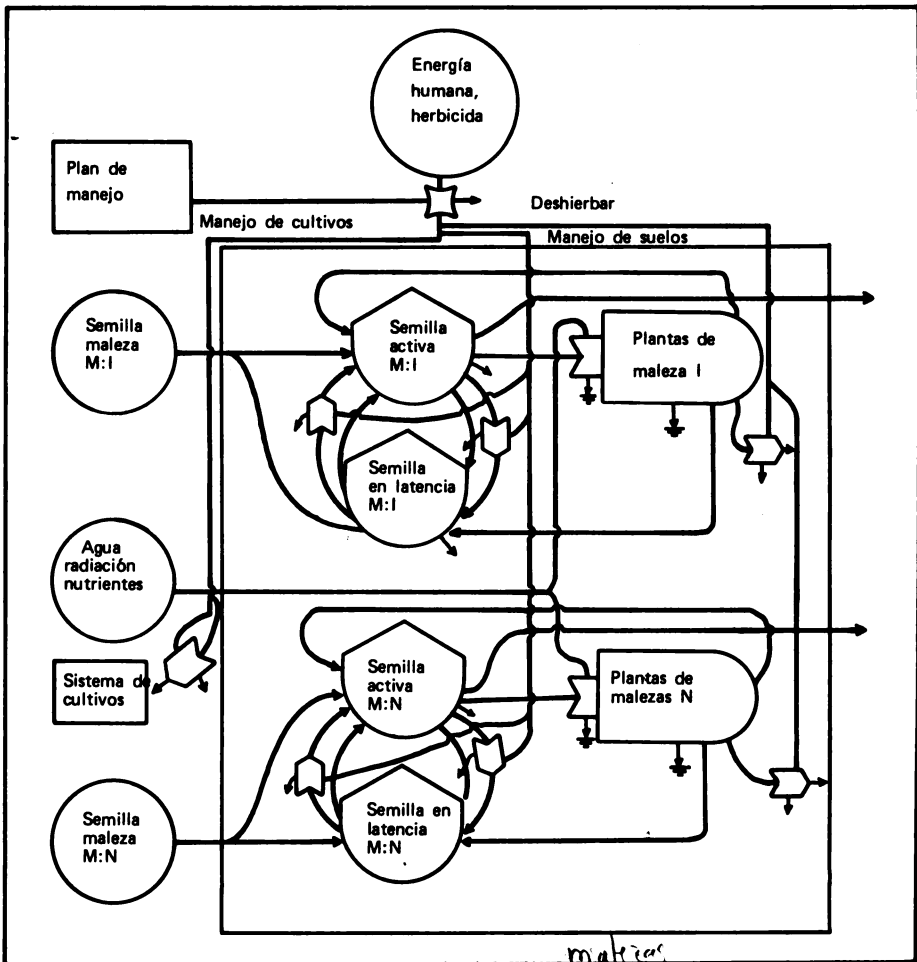 Energía
humana,
herbicida
Plan de
manejo
Deshierbar
Manejo de cultivos
Manejo de suelos
Semilla
maleza
M:I
Semilla
activa
M:I
Plantas de
maleza I
Semilla
en latencia
M:I
Agua
radiación
nutrientes
Semilla
activa
M:N
Plantas de
malezas N
Sistema de
cultivos
Semilla
maleza
M:N
Semilla en
latencia
M:N